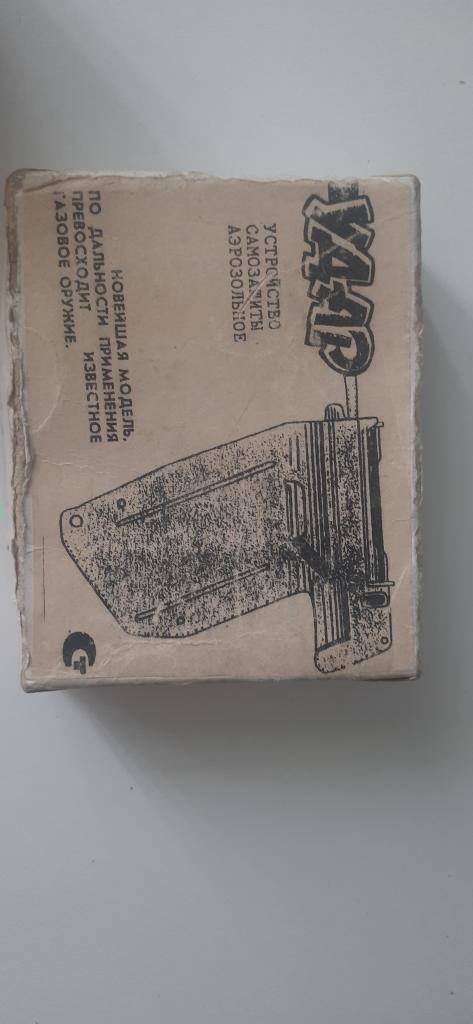 УДАР
УСТРОЙСТВО
САМОЗАЩИТЫ
АЭРОЗОЛЬНОЕ
НОВЕЙШАЯ МОДЕЛЬ.
ПО ДАЛЬНОСТИ ПРИМЕНЕНИЯ
ПРЕВОСХОДИТ ИЗВЕСТНОЕ
ГАЗОВОЕ ОРУЖИЕ.